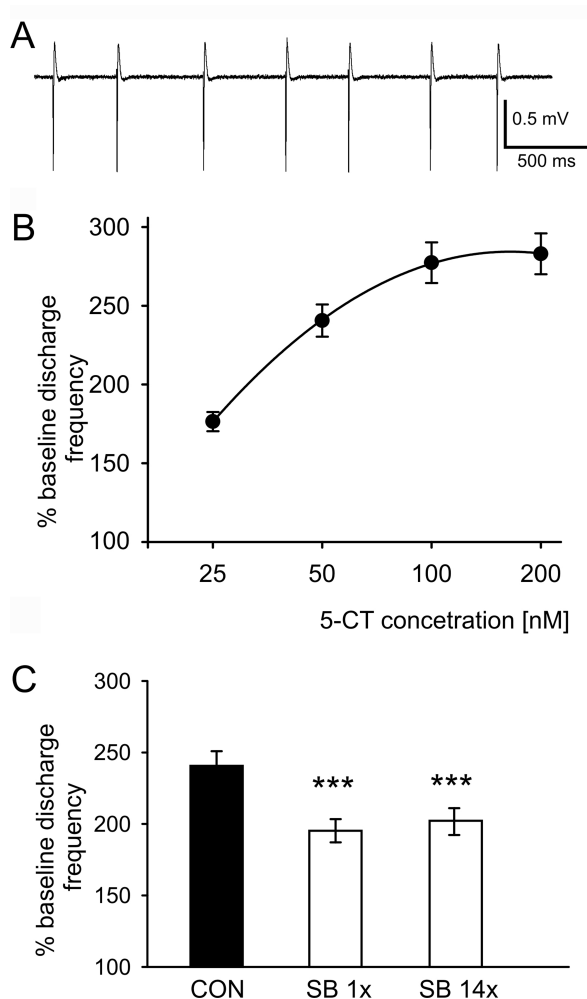 A
0.5 mV
500 ms
B
% baseline discharge
frequency
300
250
200
150
100
25 50 100 200
5-CT concetration [nM]
C
% baseline discharge
frequency
300
250
200
150
100
*** ***
CON SB 1x SB 14x